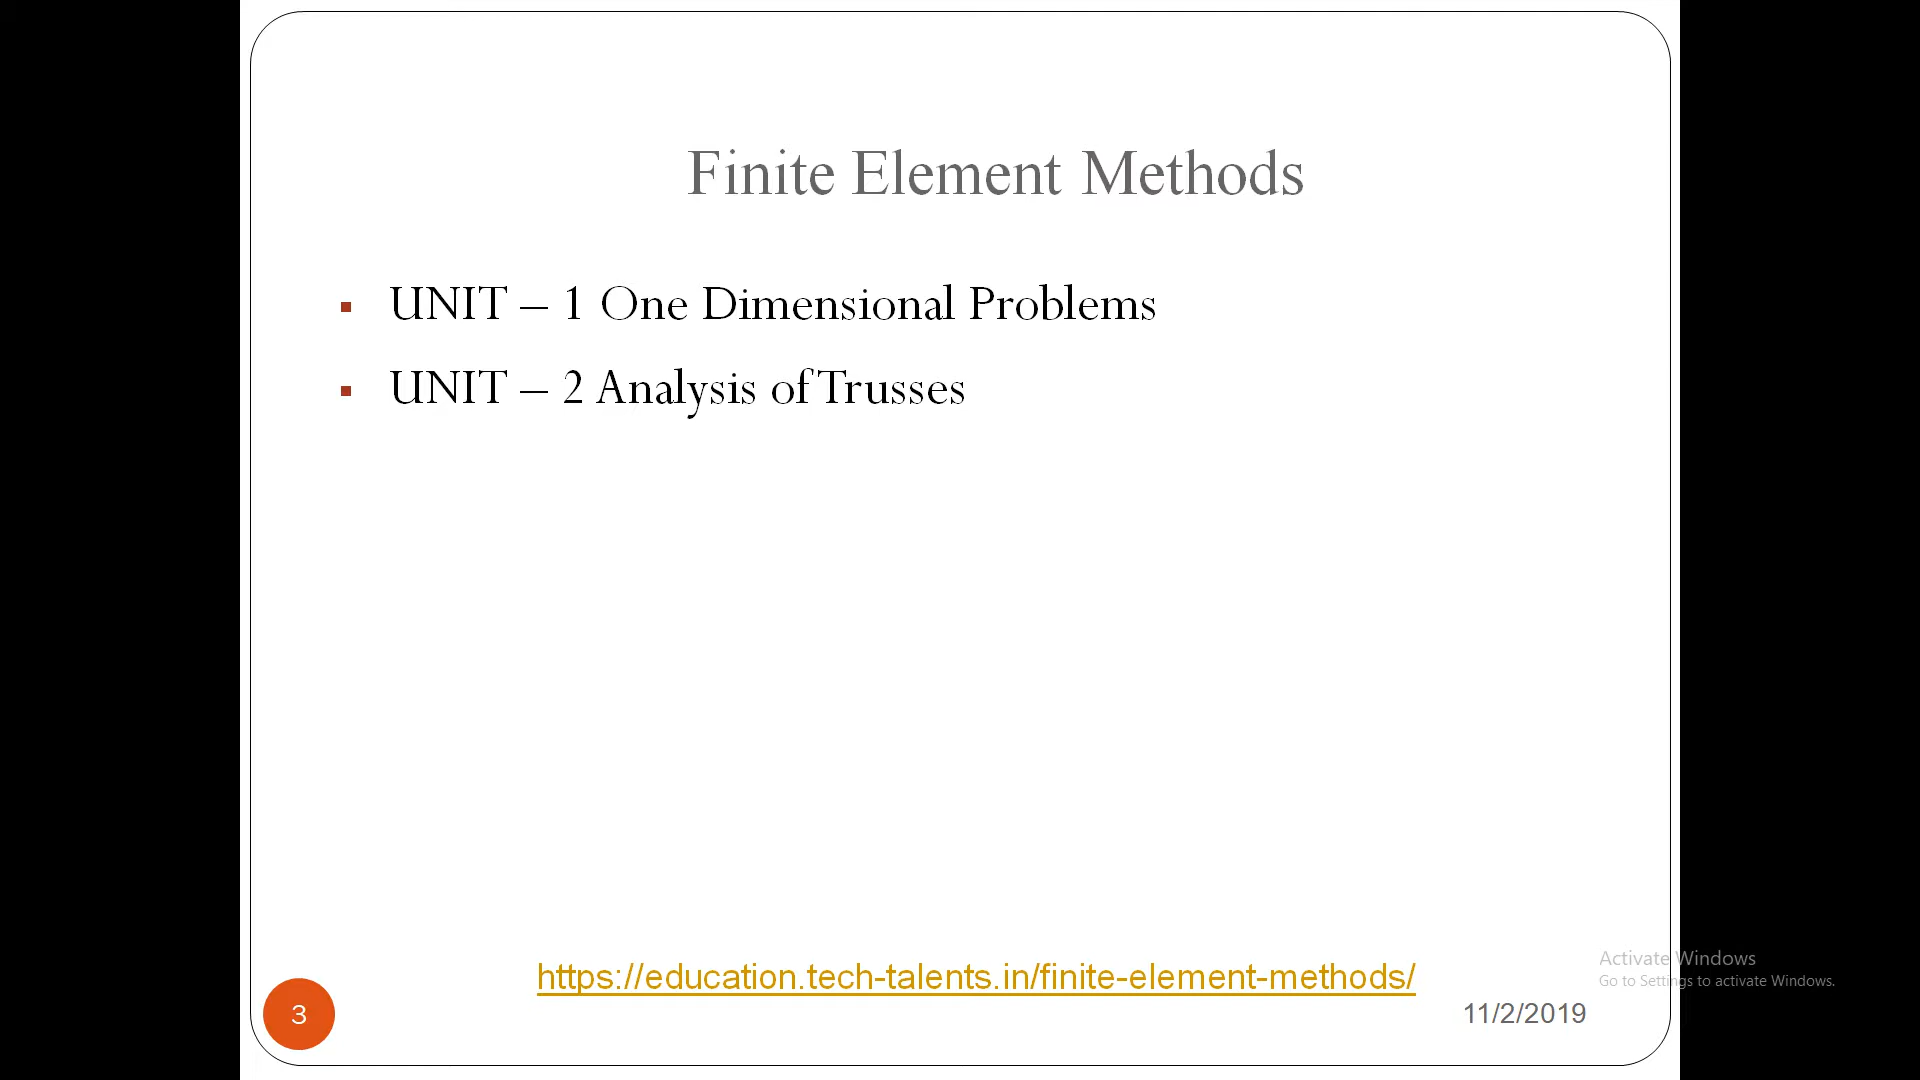 Finite Element Methods
UNIT – 1 One Dimensional Problems
UNIT – 2 Analysis of Trusses
https://education.tech-talents.in/finite-element-methods/
Activate Windows
Go to Settings to activate Windows.
3
11/2/2019